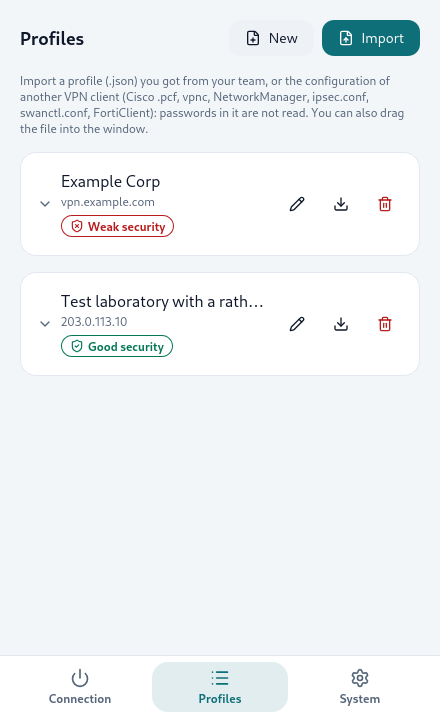 Profiles
New
Import
Import a profile (.json) you got from your team, or the configuration of
another VPN client (Cisco .pcf, vpnc, NetworkManager, ipsec.conf,
swanctl.conf, FortiClient): passwords in it are not read. You can also drag
the file into the window.
Example Corp
vpn.example.com
Weak security
Test laboratory with a rath…
203.0.113.10
Good security
Connection
Profiles
System